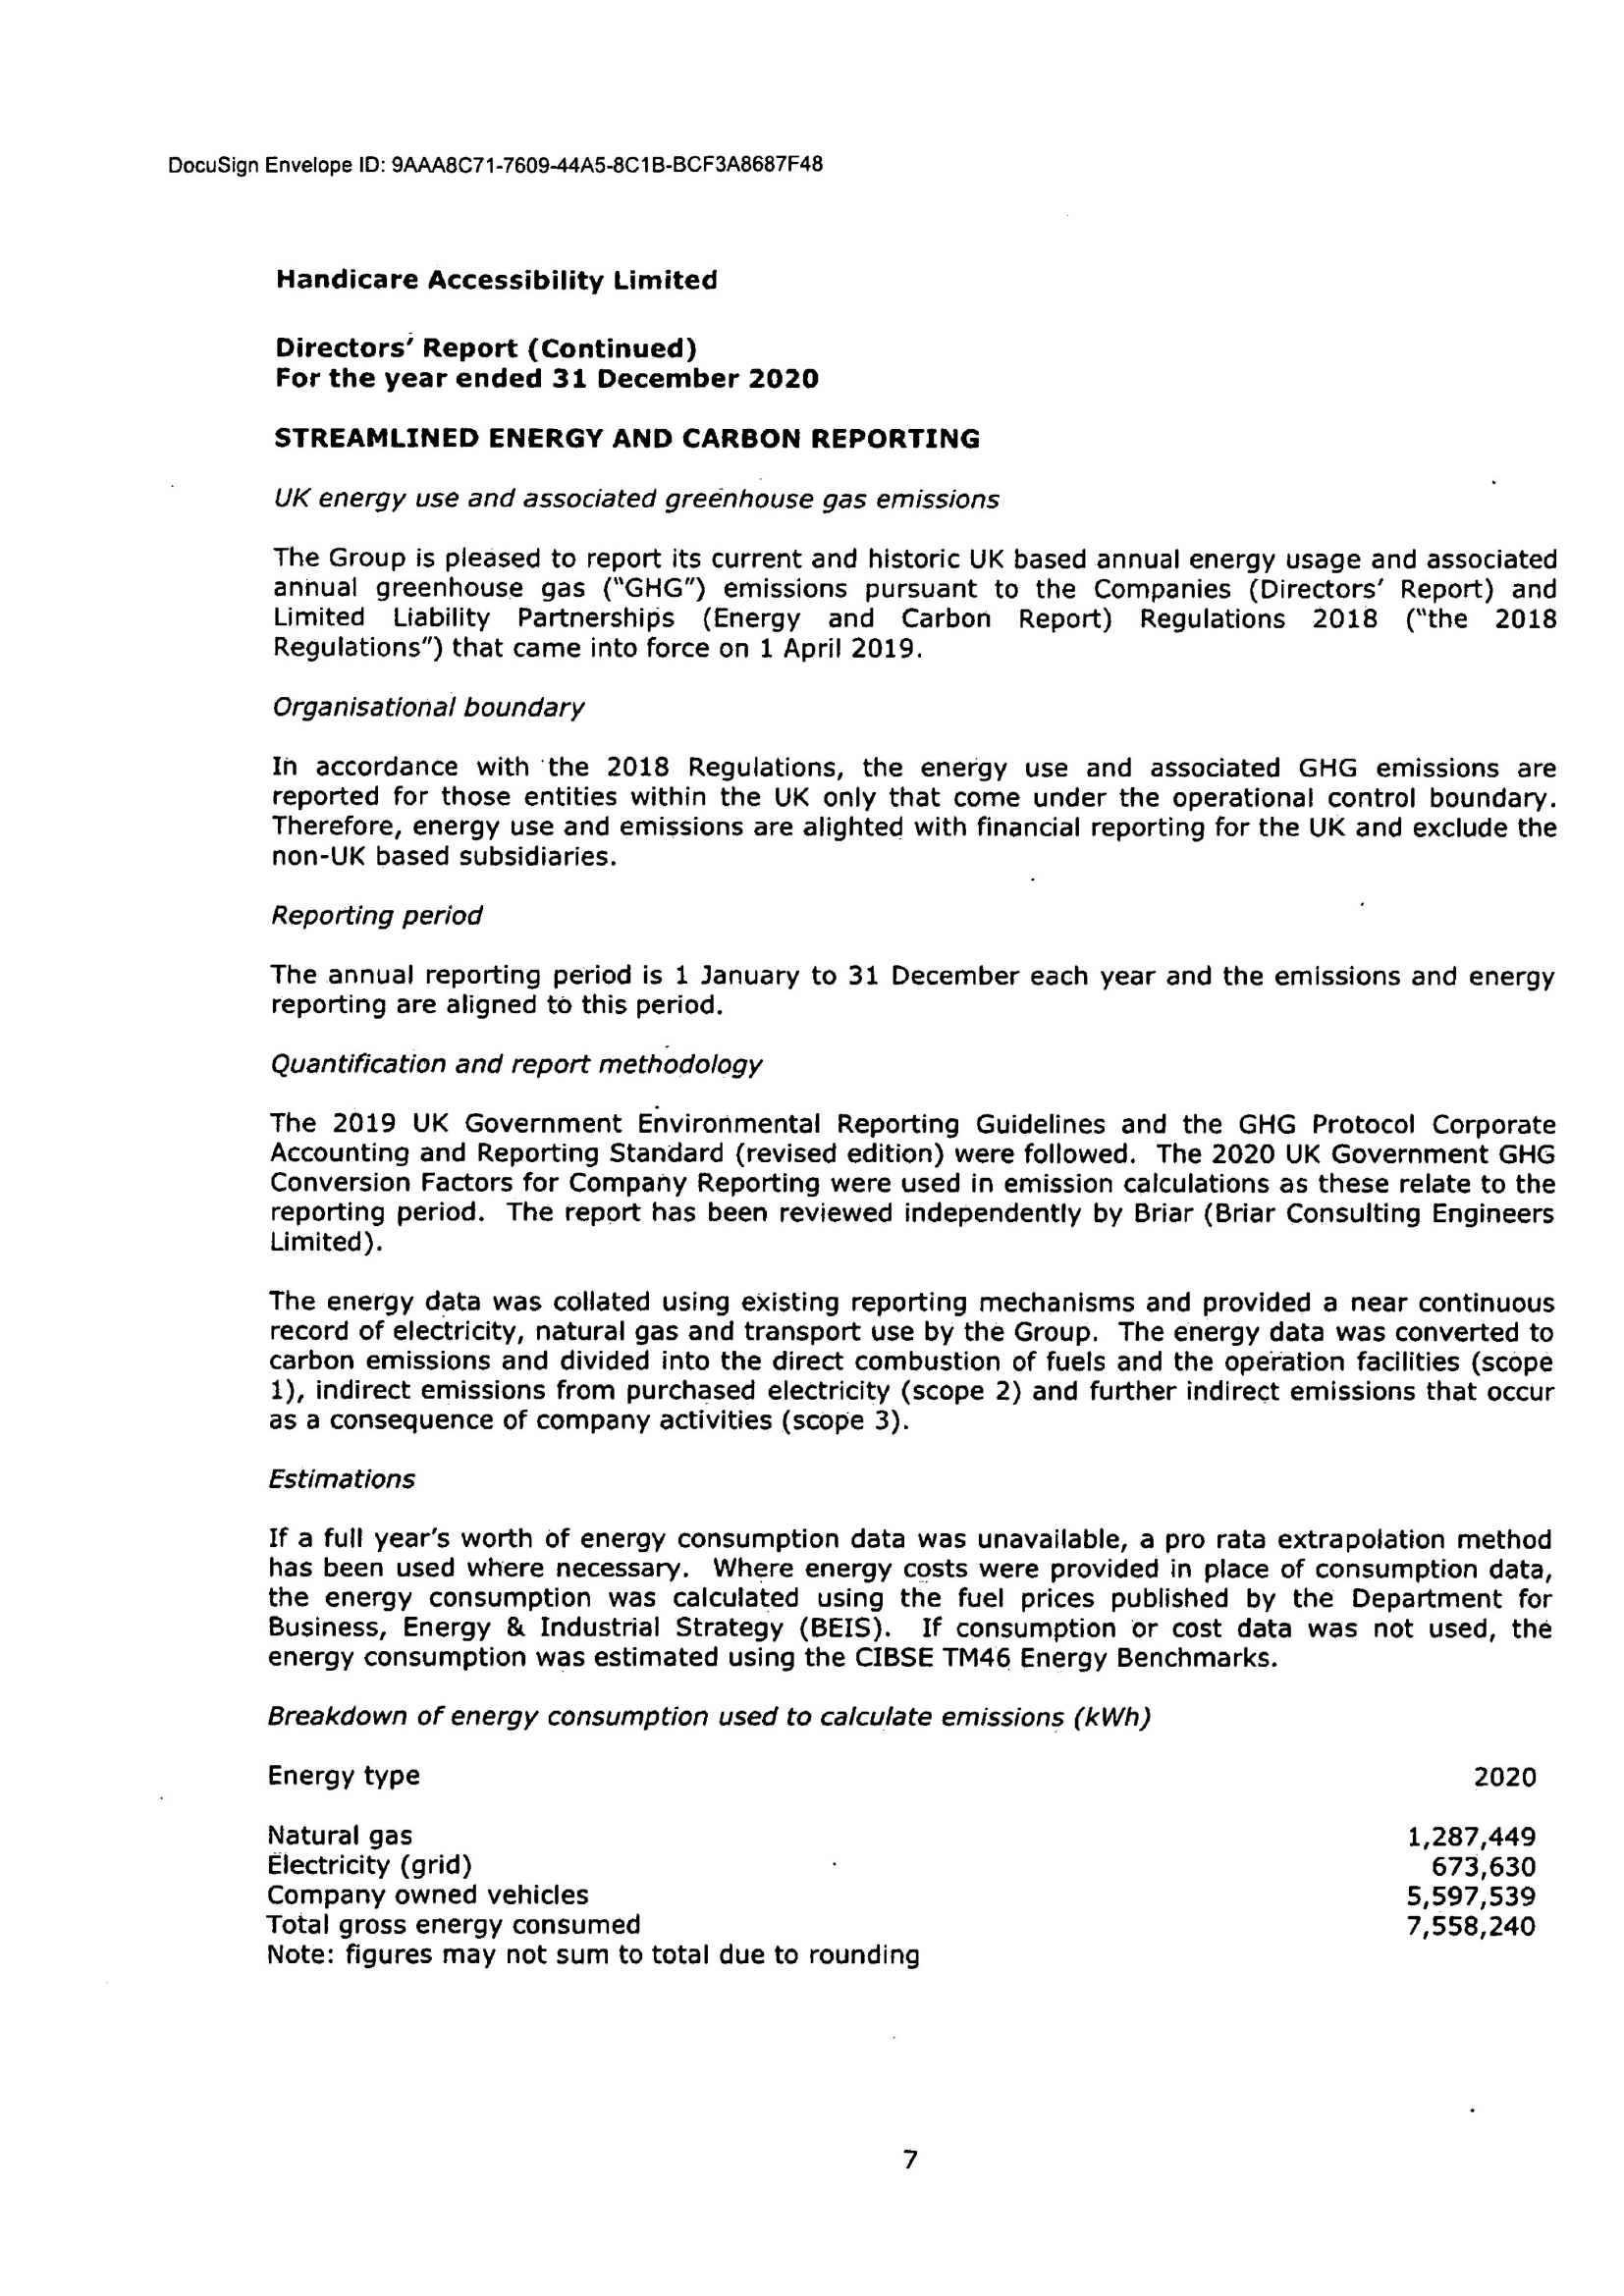 DocuSign Envelope ID: 9AAA8C71-7609-44A5-8C1B-BCF3A8687F48
Handicare Accessibility Limited
Directors' Report (Continued)
For the year ended 31 December 2020
STREAMLINED ENERGY AND CARBON REPORTING
UK energy use and associated greenhouse gas emissions
The Group is pleased to report its current and historic UK based annual energy usage and associated
annual greenhouse gas ("GHG") emissions pursuant to the Companies (Directors' Report) and
Limited Liability Partnerships (Energy and Carbon Report) Regulations 2018 ("the 2018
Regulations") that came into force on 1 April 2019.
Organisational boundary
In accordance with the 2018 Regulations, the energy use and associated GHG emissions are
reported for those entities within the UK only that come under the operational control boundary.
Therefore, energy use and emissions are alighted with financial reporting for the UK and exclude the
non-UK based subsidiaries.
Reporting period
The annual reporting period is 1 January to 31 December each year and the emissions and energy
reporting are aligned to this period.
Quantification and report methodology
The 2019 UK Government Environmental Reporting Guidelines and the GHG Protocol Corporate
Accounting and Reporting Standard (revised edition) were followed. The 2020 UK Government GHG
Conversion Factors for Company Reporting were used in emission calculations as these relate to the
reporting period. The report has been reviewed independently by Briar (Briar Consulting Engineers
Limited).
The energy data was collated using existing reporting mechanisms and provided a near continuous
record of electricity, natural gas and transport use by the Group. The energy data was converted to
carbon emissions and divided into the direct combustion of fuels and the operation facilities (scope
1), indirect emissions from purchased electricity (scope 2) and further indirect emissions that occur
as a consequence of company activities (scope 3).
Estimations
If a full year's worth of energy consumption data was unavailable, a pro rata extrapolation method
has been used where necessary. Where energy costs were provided in place of consumption data,
the energy consumption was calculated using the fuel prices published by the Department for
Business, Energy & Industrial Strategy (BEIS). If consumption or cost data was not used, the
energy consumption was estimated using the CIBSE TM46 Energy Benchmarks.
Breakdown of energy consumption used to calculate emissions (kWh)
Energy type 2020
Natural gas 1,287,449
Electricity (grid) 673,630
Company owned vehicles 5,597,539
Total gross energy consumed 7,558,240
Note: figures may not sum to total due to rounding
7